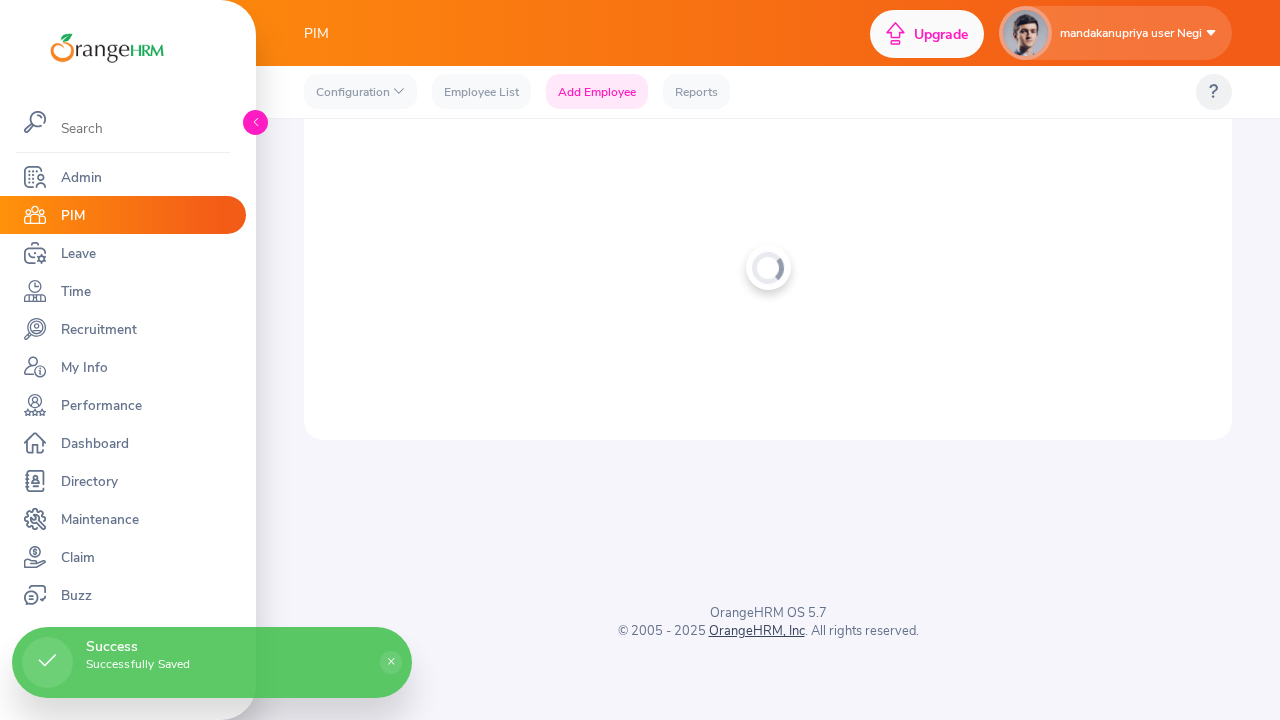 OrangeHRM
PIM
Upgrade
mandakanupriya user Negi
Configuration
Employee List
Add Employee
Reports
?
Search
Admin
PIM
Leave
Time
Recruitment
My Info
Performance
Dashboard
Directory
Maintenance
Claim
Buzz
OrangeHRM OS 5.7
© 2005 - 2025 OrangeHRM, Inc. All rights reserved.
Success
Successfully Saved
×